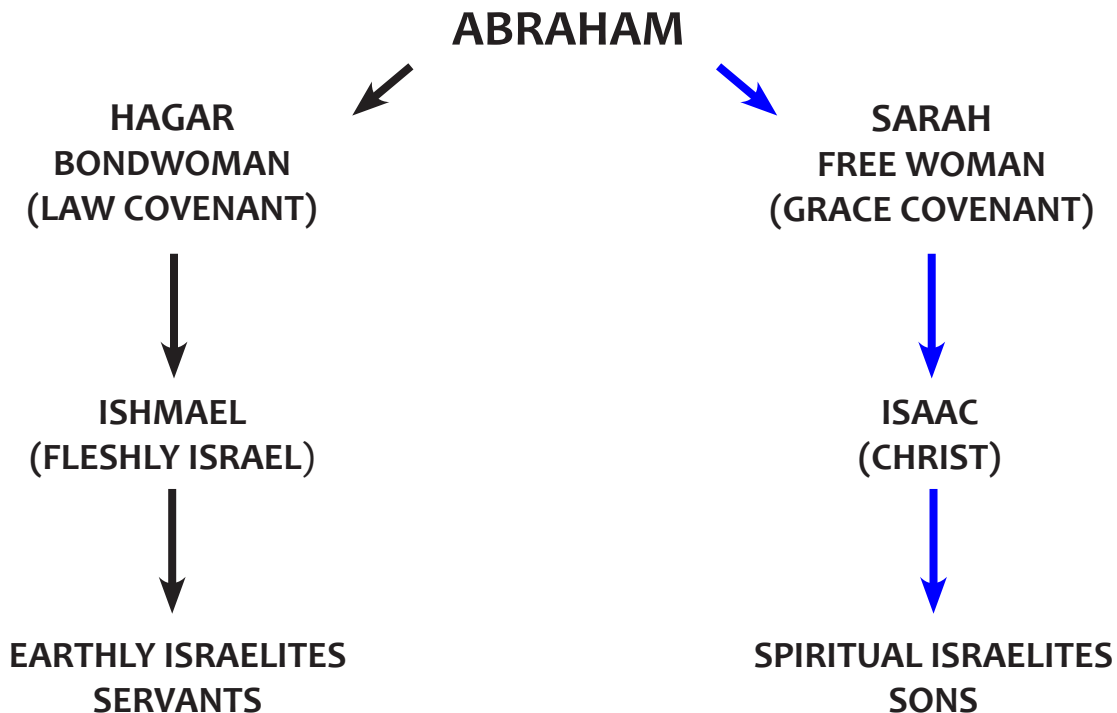 ABRAHAM
HAGAR
BONDWOMAN
(LAW COVENANT)
SARAH
FREE WOMAN
(GRACE COVENANT)
ISHMAEL
(FLESHLY ISRAEL)
ISAAC
(CHRIST)
EARTHLY ISRAELITES
SERVANTS
SPIRITUAL ISRAELITES
SONS